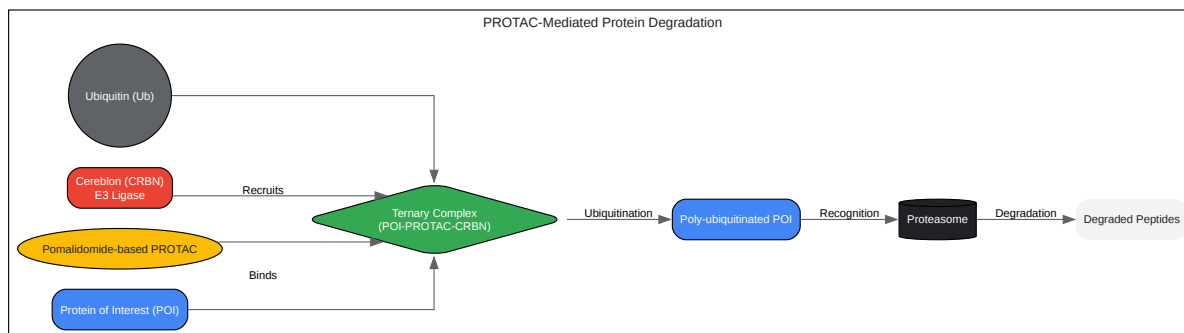 PROTAC-Mediated Protein Degradation
Ubiquitin (Ub)
Cereblon (CRBN)
E3 Ligase
Recruits
Pomalidomide-based PROTAC
Binds
Protein of Interest (POI)
Ternary Complex
(POI-PROTAC-CRBN)
Ubiquitination
Poly-ubiquitinated POI
Recognition
Proteasome
Degradation
Degraded Peptides